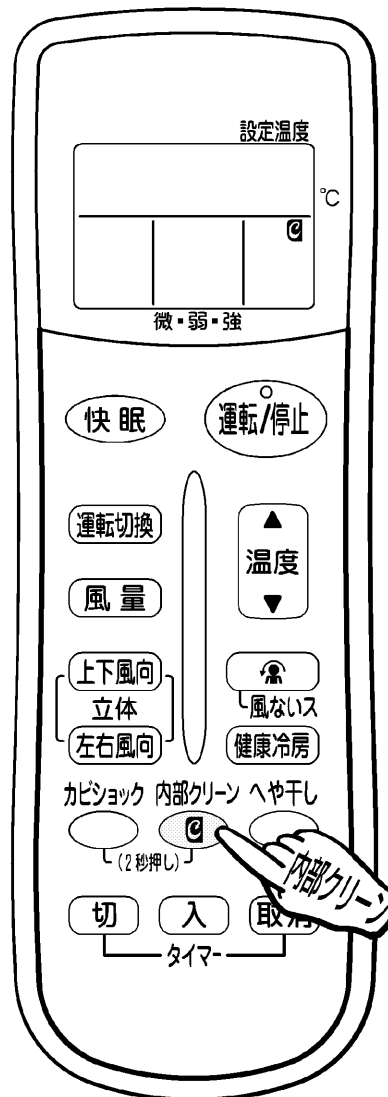 設定温度
℃
微・弱・強
快眠
運転/停止
運転切換
温度
風量
上下風向
立体
風ないス
左右風向
健康冷房
カビショック 内部クリーン へや干し
(2秒押し)
内部クリーン
切 入 取消
タイマー